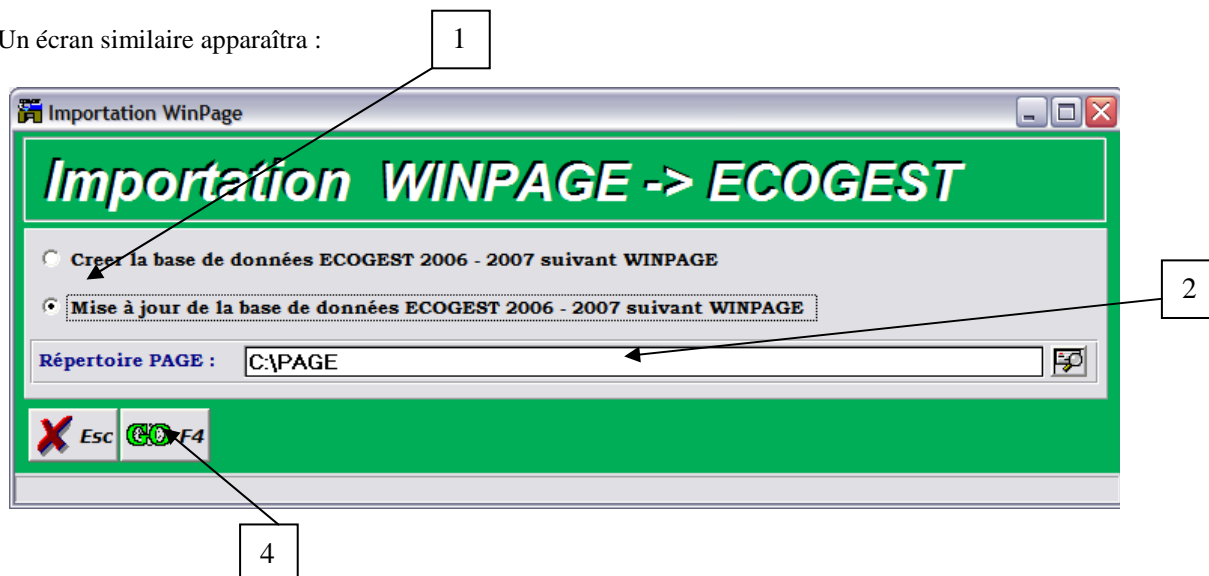 Un écran similaire apparaîtra :
1
Importation WinPage
Importation WINPAGE -> ECOGEST
Creer la base de données ECOGEST 2006 - 2007 suivant WINPAGE
2
Mise à jour de la base de données ECOGEST 2006 - 2007 suivant WINPAGE
Répertoire PAGE : C:\PAGE
Esc GO F4
4